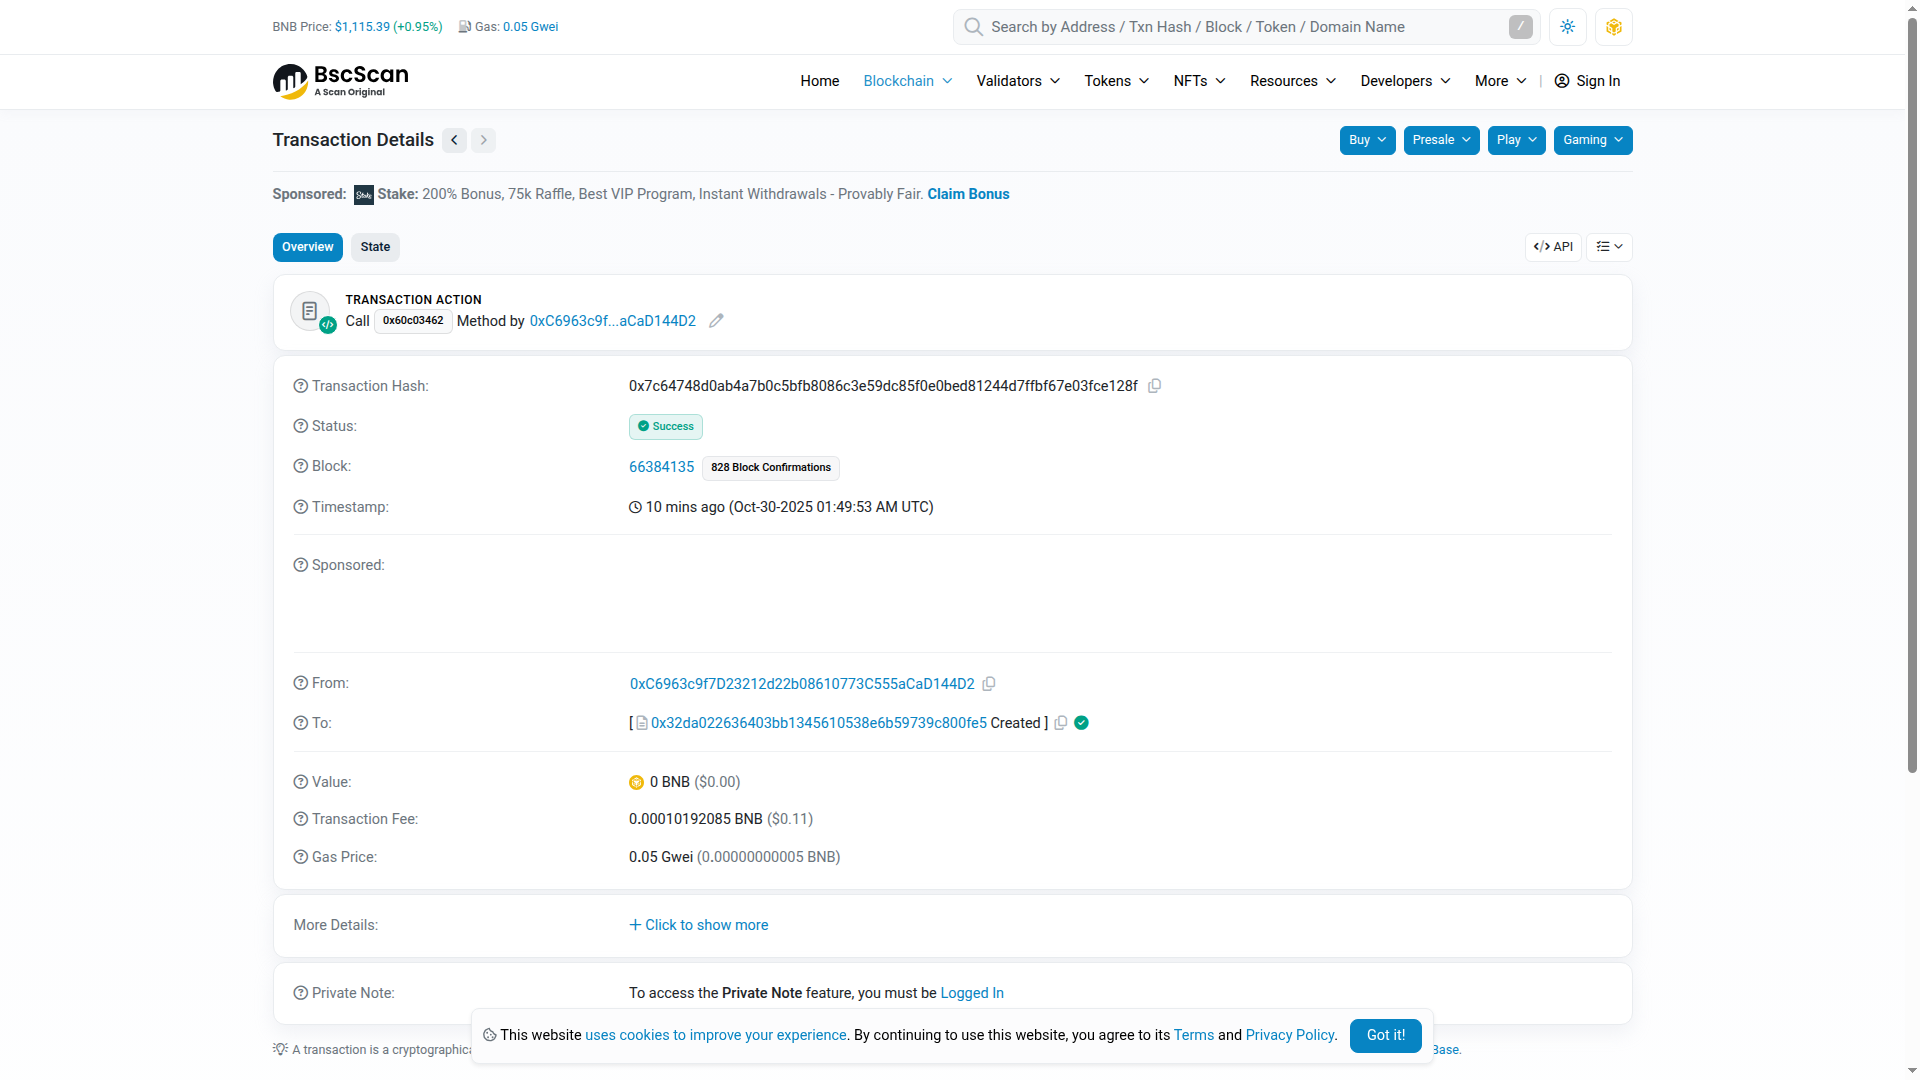 BNB Price: $1,115.39 (+0.95%) Gas: 0.05 Gwei
Search by Address / Txn Hash / Block / Token / Domain Name /
BscScan
A Scan Original
Home Blockchain Validators Tokens NFTs Resources Developers More | Sign In
Transaction Details
Buy Presale Play Gaming
Sponsored: Stake Stake: 200% Bonus, 75k Raffle, Best VIP Program, Instant Withdrawals - Provably Fair. Claim Bonus
Overview State
</> API
TRANSACTION ACTION
Call 0x60c03462 Method by 0xC6963c9f...aCaD144D2
Transaction Hash: 0x7c64748d0ab4a7b0c5bfb8086c3e59dc85f0e0bed81244d7ffbf67e03fce128f
Status: Success
Block: 66384135 828 Block Confirmations
Timestamp: 10 mins ago (Oct-30-2025 01:49:53 AM UTC)
Sponsored:
From: 0xC6963c9f7D23212d22b08610773C555aCaD144D2
To: [ 0x32da022636403bb1345610538e6b59739c800fe5 Created ]
Value: 0 BNB ($0.00)
Transaction Fee: 0.00010192085 BNB ($0.11)
Gas Price: 0.05 Gwei (0.00000000005 BNB)
More Details: + Click to show more
Private Note: To access the Private Note feature, you must be Logged In
This website uses cookies to improve your experience. By continuing to use this website, you agree to its Terms and Privacy Policy. Got it!
A transaction is a cryptographica Base.